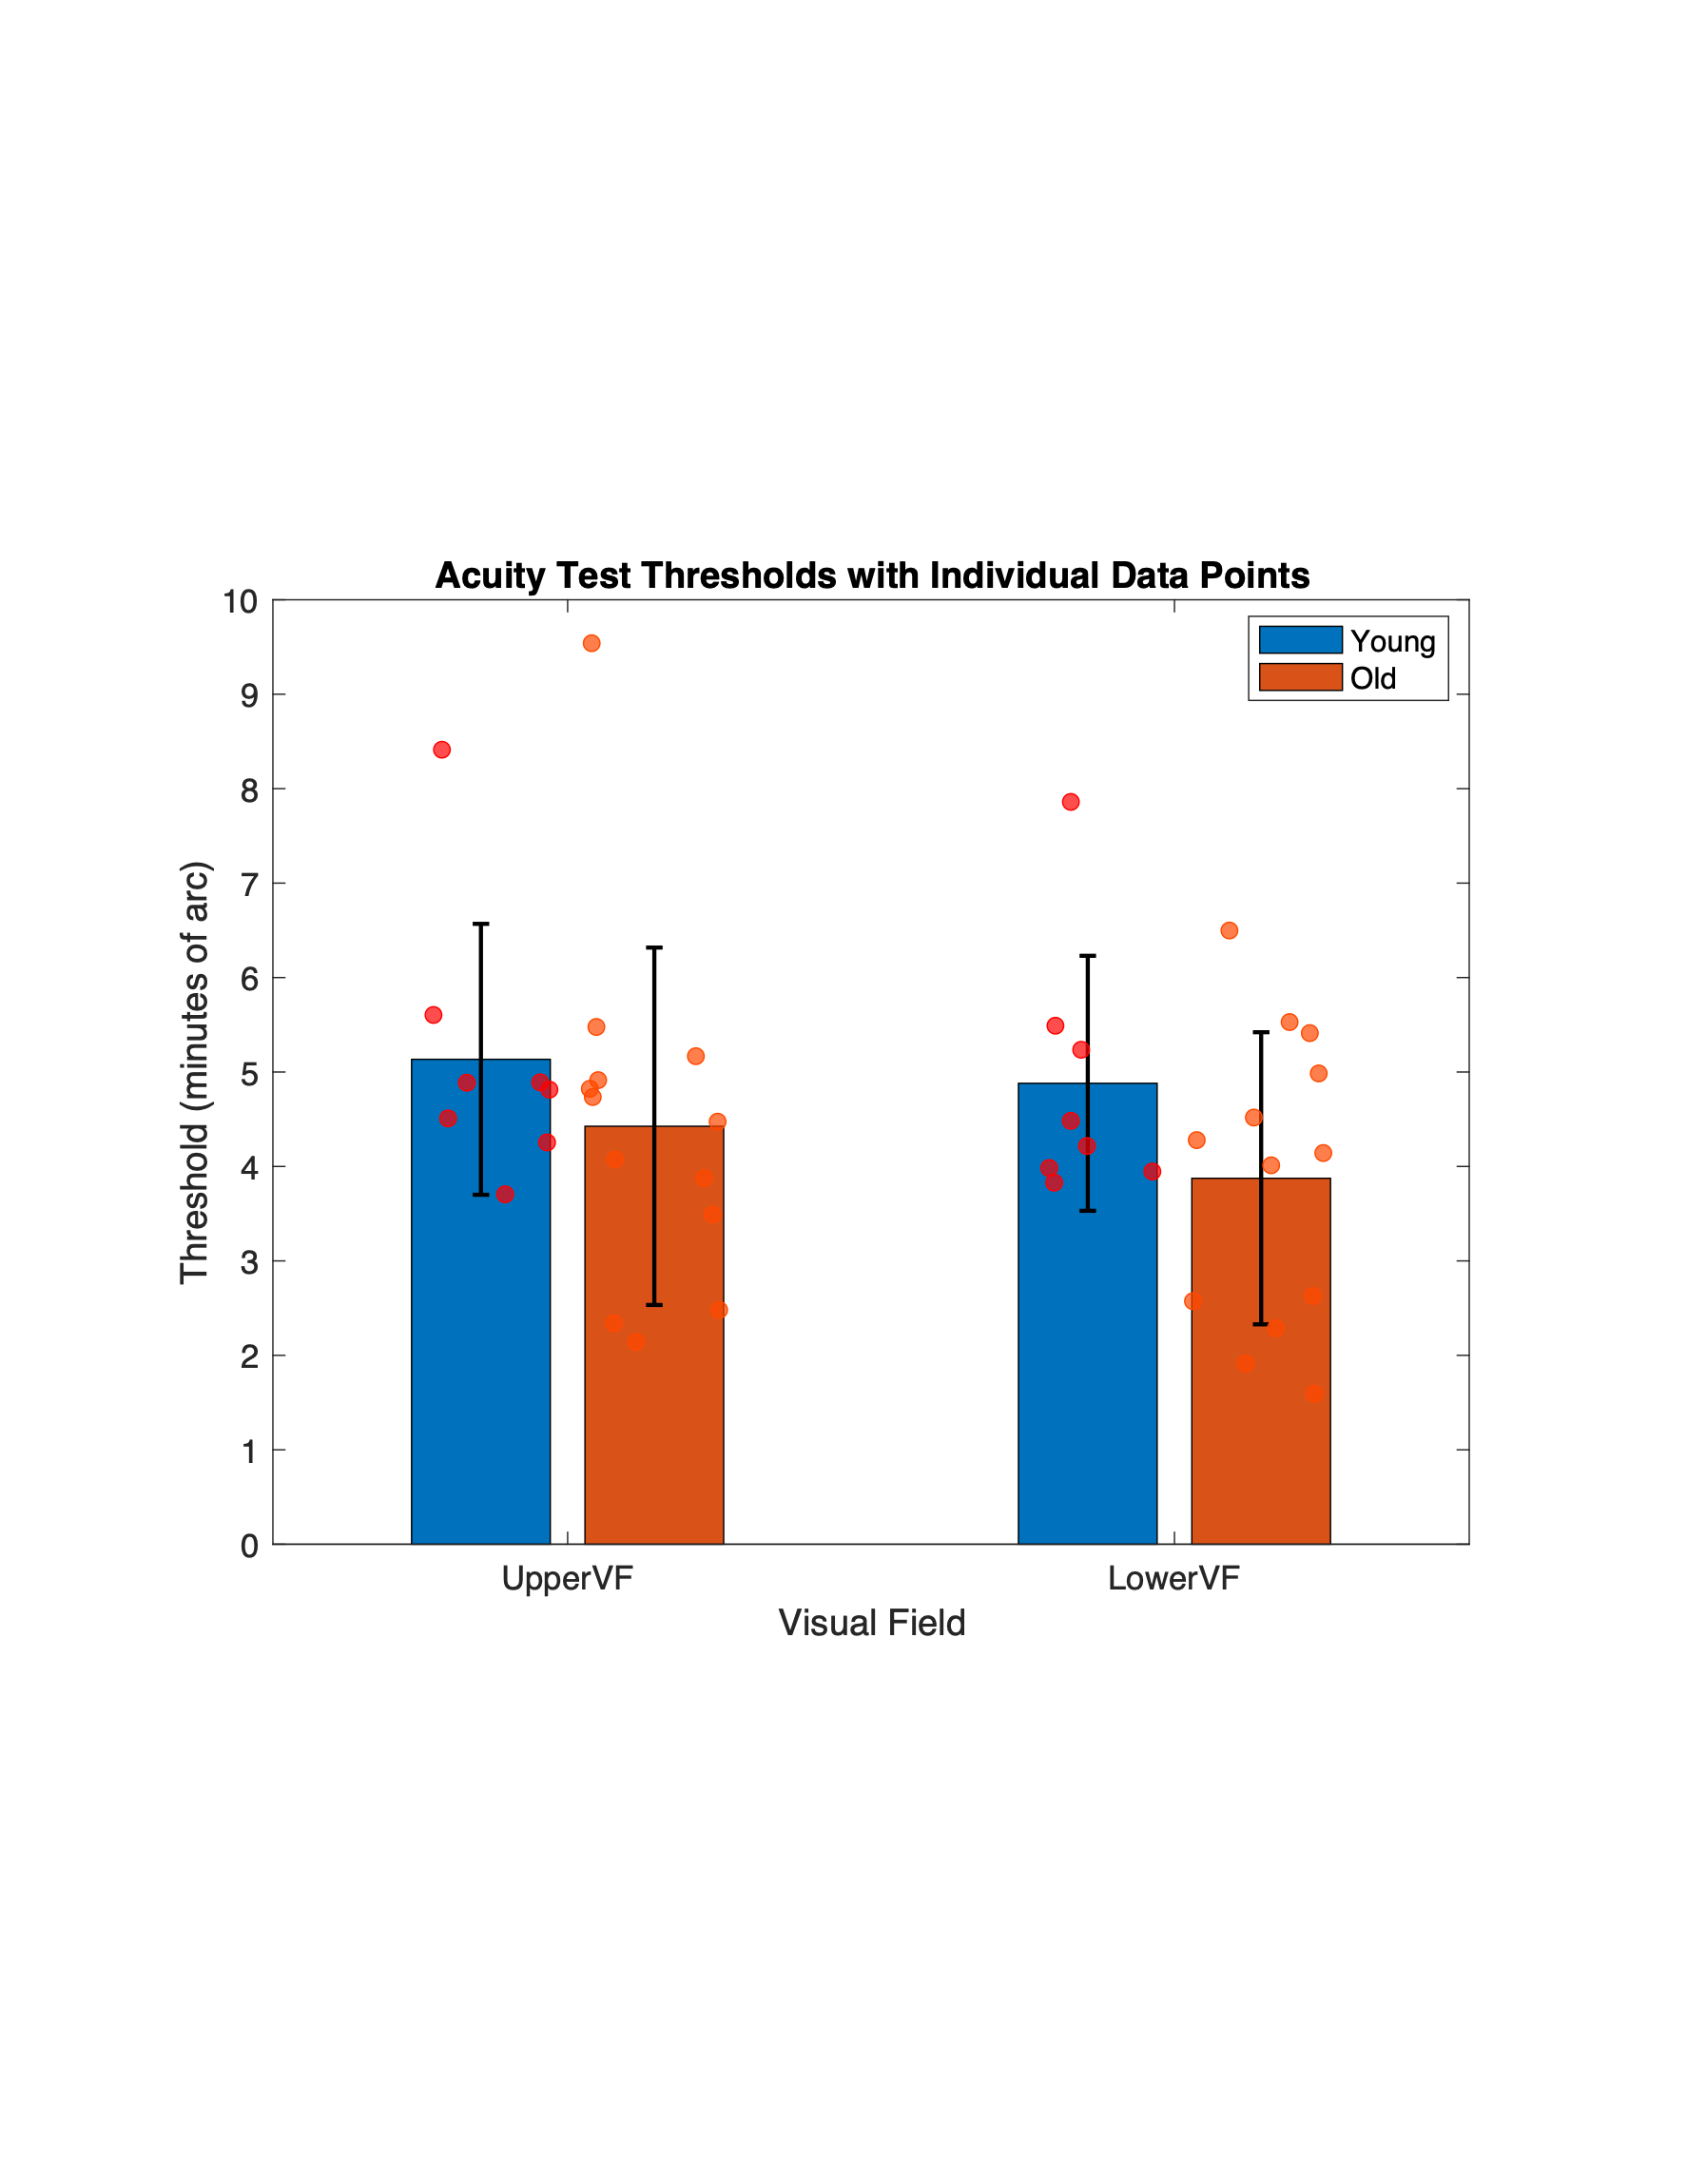 Acuity Test Thresholds with Individual Data Points
10
9
8
7
6
5
4
3
2
1
0
Threshold (minutes of arc)
Young
Old
UpperVF
LowerVF
Visual Field